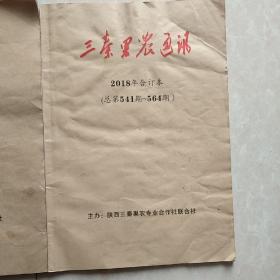 三秦果农通讯
2018年合订本
(总第541期-564期)
主办：陕西三秦果农专业合作社联合社
社